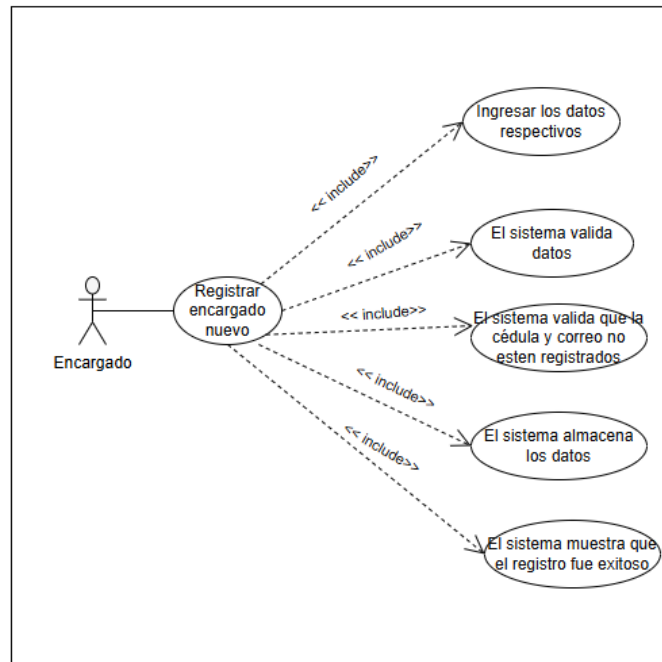 Ingresar los datos
respectivos
<< include>>
El sistema valida
datos
<< include>>
Registrar
encargado
nuevo
<< include>>
El sistema valida que la
cédula y correo no
esten registrados
Encargado
<< include>>
El sistema almacena
los datos
<< include>>
El sistema muestra que
el registro fue exitoso